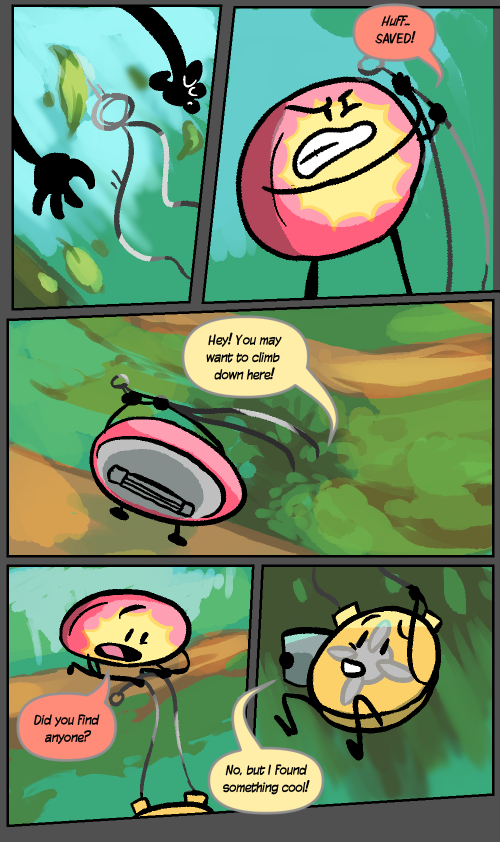 Huff...
SAVED!
Hey! You may
want to climb
down here!
Did you find
anyone?
No, but I found
something cool!